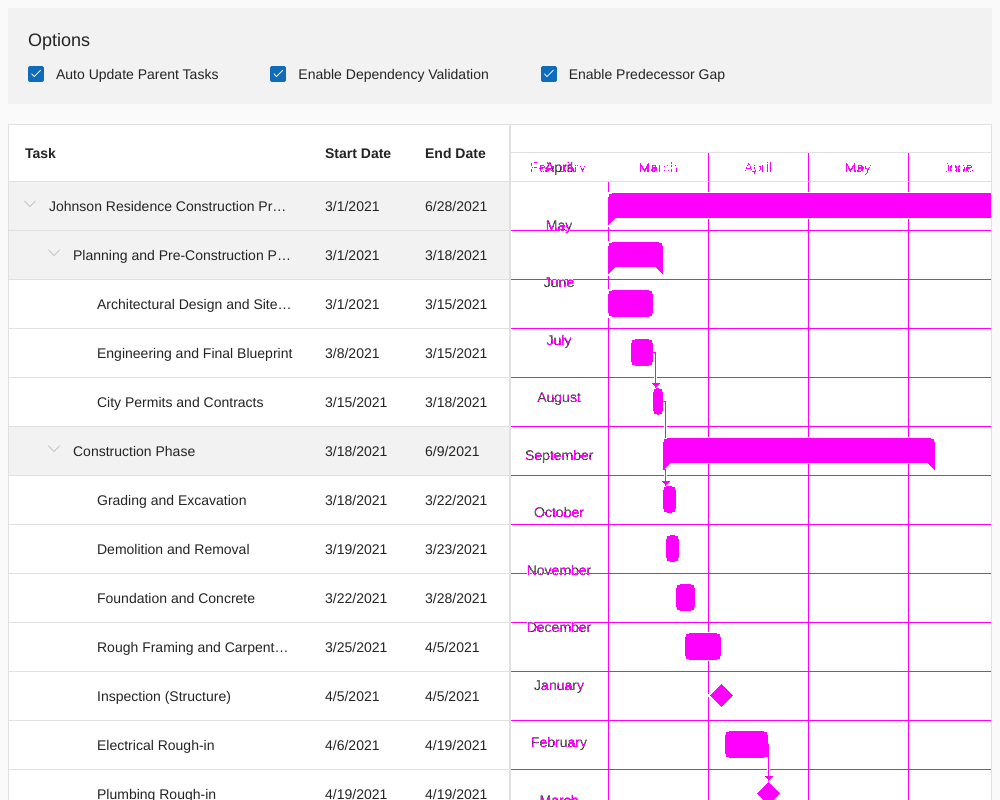 Options
Auto Update Parent Tasks Enable Dependency Validation Enable Predecessor Gap
Task Start Date End Date
April March April May June
Johnson Residence Construction Pr… 3/1/2021 6/28/2021
May
Planning and Pre-Construction P… 3/1/2021 3/18/2021
June
Architectural Design and Site… 3/1/2021 3/15/2021
July
Engineering and Final Blueprint 3/8/2021 3/15/2021
August
City Permits and Contracts 3/15/2021 3/18/2021
Construction Phase 3/18/2021 6/9/2021
September
Grading and Excavation 3/18/2021 3/22/2021
October
Demolition and Removal 3/19/2021 3/23/2021
November
Foundation and Concrete 3/22/2021 3/28/2021
December
Rough Framing and Carpent… 3/25/2021 4/5/2021
January
Inspection (Structure) 4/5/2021 4/5/2021
February
Electrical Rough-in 4/6/2021 4/19/2021
Plumbing Rough-in 4/19/2021 4/19/2021
March